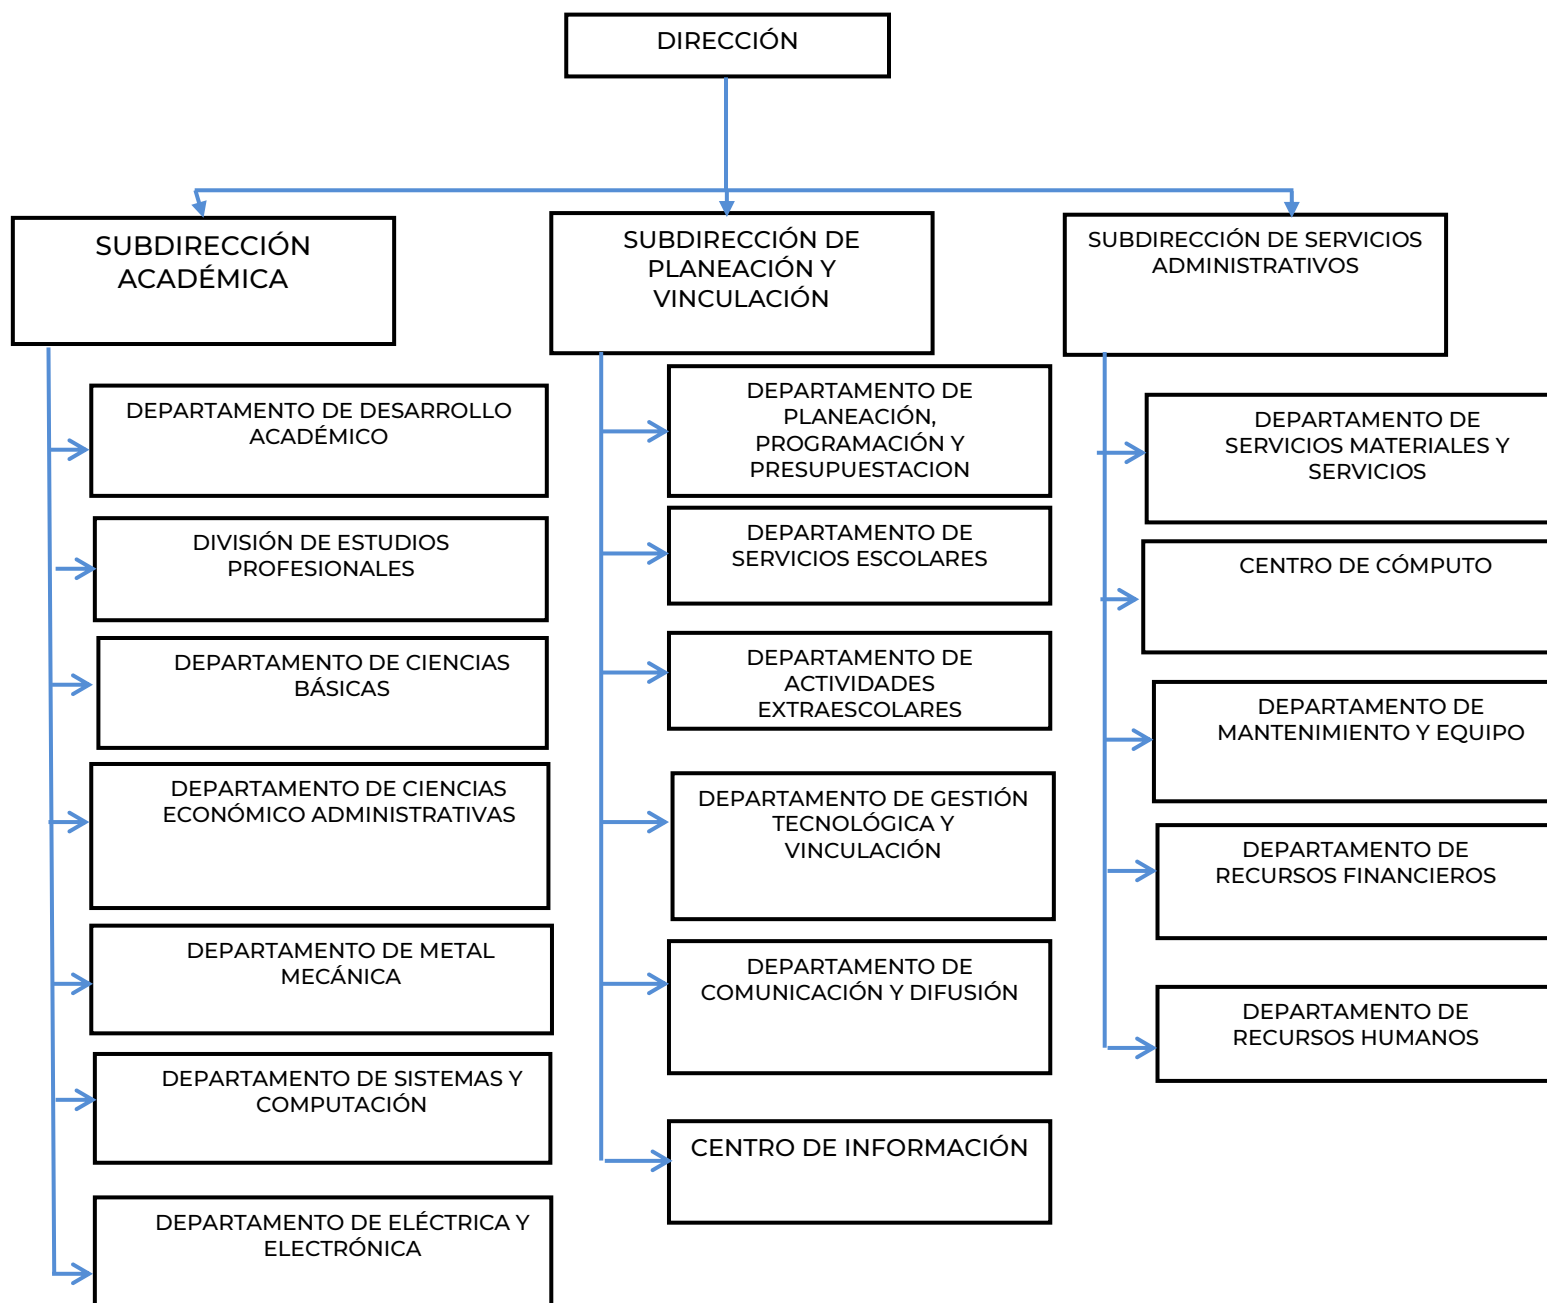 DIRECCIÓN
SUBDIRECCIÓN
ACADÉMICA
DEPARTAMENTO DE DESARROLLO
ACADÉMICO
DIVISIÓN DE ESTUDIOS
PROFESIONALES
DEPARTAMENTO DE CIENCIAS
BÁSICAS
DEPARTAMENTO DE CIENCIAS
ECONÓMICO ADMINISTRATIVAS
DEPARTAMENTO DE METAL
MECÁNICA
DEPARTAMENTO DE SISTEMAS Y
COMPUTACIÓN
DEPARTAMENTO DE ELÉCTRICA Y
ELECTRÓNICA
SUBDIRECCIÓN DE
PLANEACIÓN Y
VINCULACIÓN
DEPARTAMENTO DE
PLANEACIÓN,
PROGRAMACIÓN Y
PRESUPUESTACION
DEPARTAMENTO DE
SERVICIOS ESCOLARES
DEPARTAMENTO DE
ACTIVIDADES
EXTRAESCOLARES
DEPARTAMENTO DE GESTIÓN
TECNOLÓGICA Y
VINCULACIÓN
DEPARTAMENTO DE
COMUNICACIÓN Y DIFUSIÓN
CENTRO DE INFORMACIÓN
SUBDIRECCIÓN DE SERVICIOS
ADMINISTRATIVOS
DEPARTAMENTO DE
SERVICIOS MATERIALES Y
SERVICIOS
CENTRO DE CÓMPUTO
DEPARTAMENTO DE
MANTENIMIENTO Y EQUIPO
DEPARTAMENTO DE
RECURSOS FINANCIEROS
DEPARTAMENTO DE
RECURSOS HUMANOS